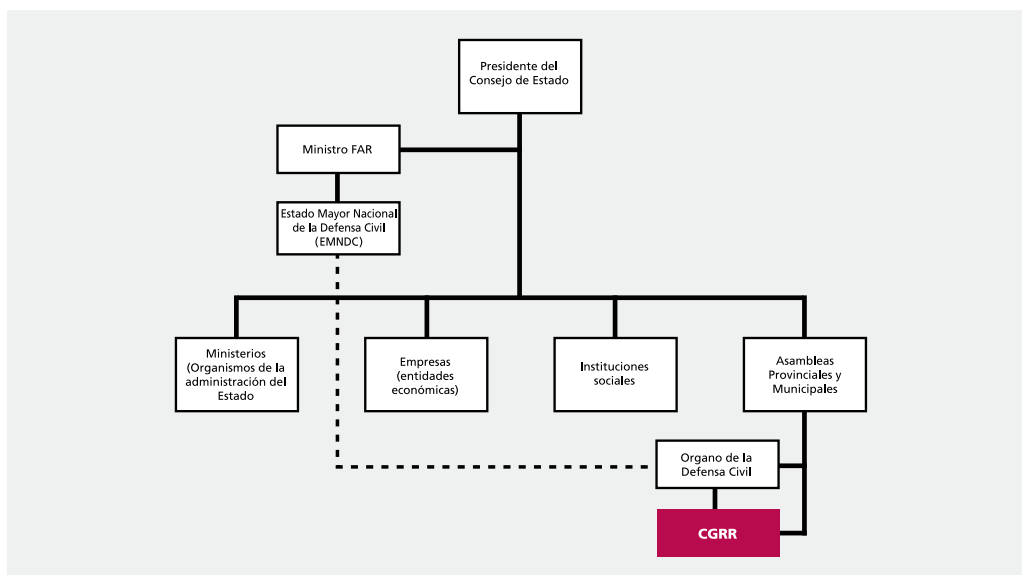 Presidente del
Consejo de Estado
Ministro FAR
Estado Mayor Nacional
de la Defensa Civil
(EMNDC)
Ministerios
(Organismos de la
administración del
Estado
Empresas
(entidades
económicas)
Instituciones
sociales
Asambleas
Provinciales y
Municipales
Organo de la
Defensa Civil
CGRR